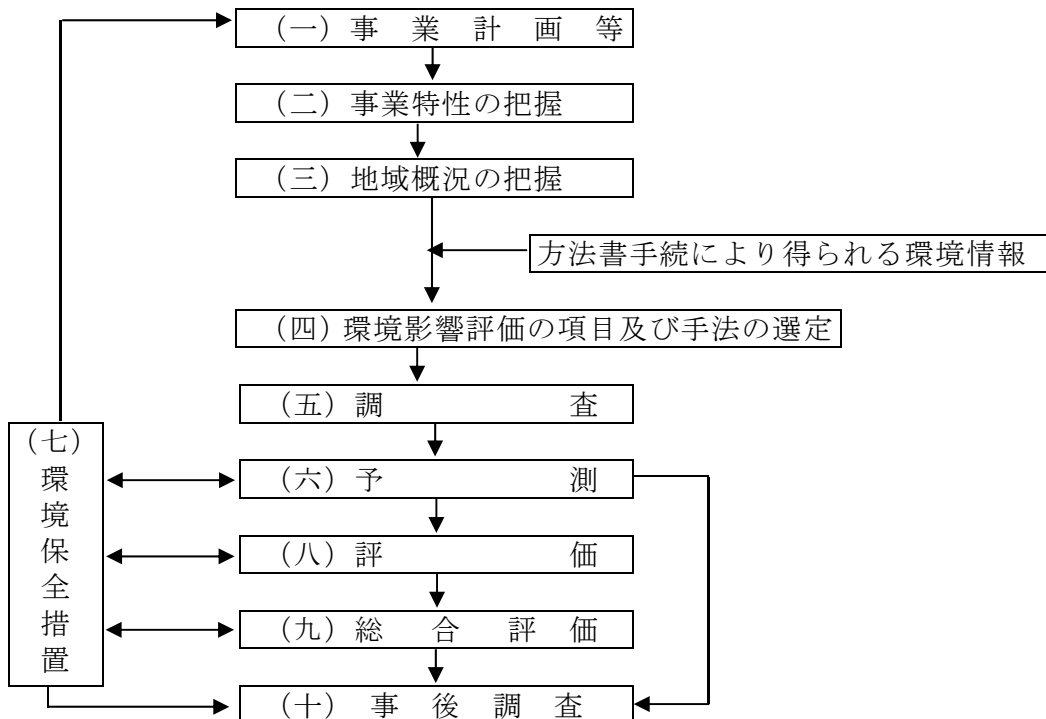 （一）事業計画等
（二）事業特性の把握
（三）地域概況の把握
方法書手続により得られる環境情報
（四）環境影響評価の項目及び手法の選定
（五）調査
（六）予測
（七）環境保全措置
（八）評価
（九）総合評価
（十）事後調査